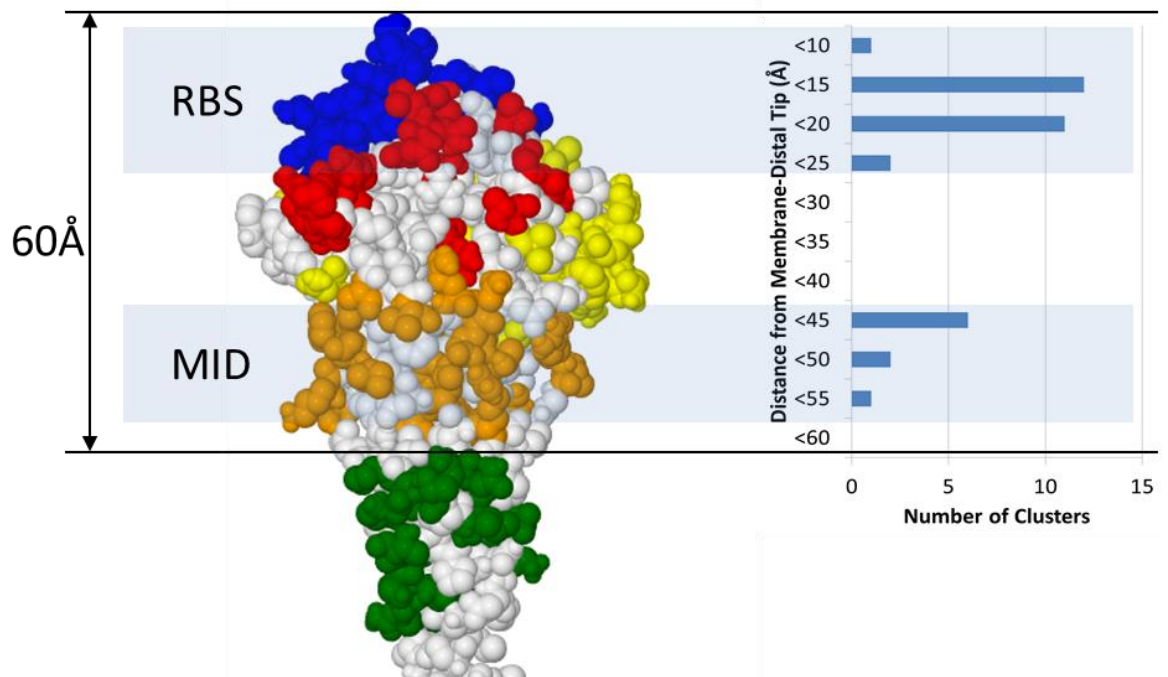 RBS
60Å
MID
Distance from Membrane-Distal Tip (Å)
<10
<15
<20
<25
<30
<35
<40
<45
<50
<55
<60
0 5 10 15
Number of Clusters